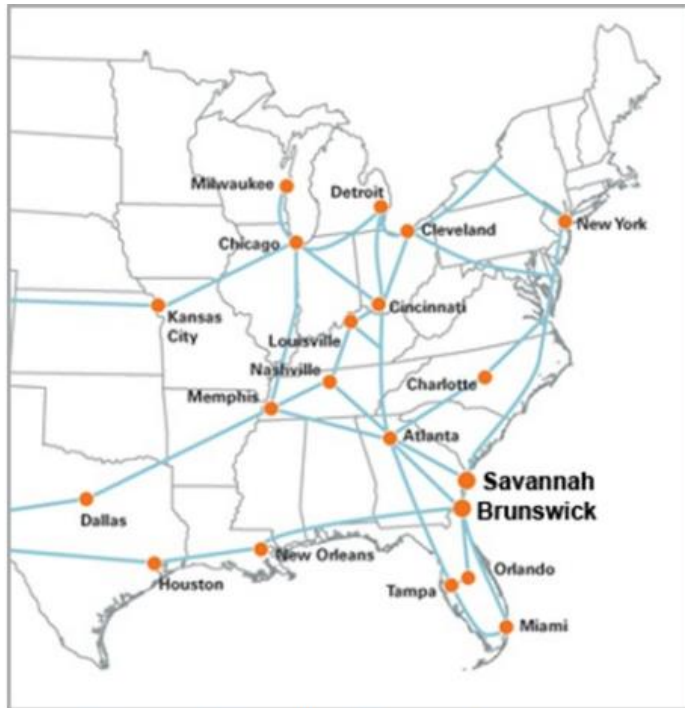 Milwaukee
Detroit
Cleveland
New York
Chicago
Kansas
City
Cincinnati
Louisville
Nashville
Memphis
Charlotte
Atlanta
Savannah
Brunswick
Dallas
New Orleans
Houston
Orlando
Tampa
Miami